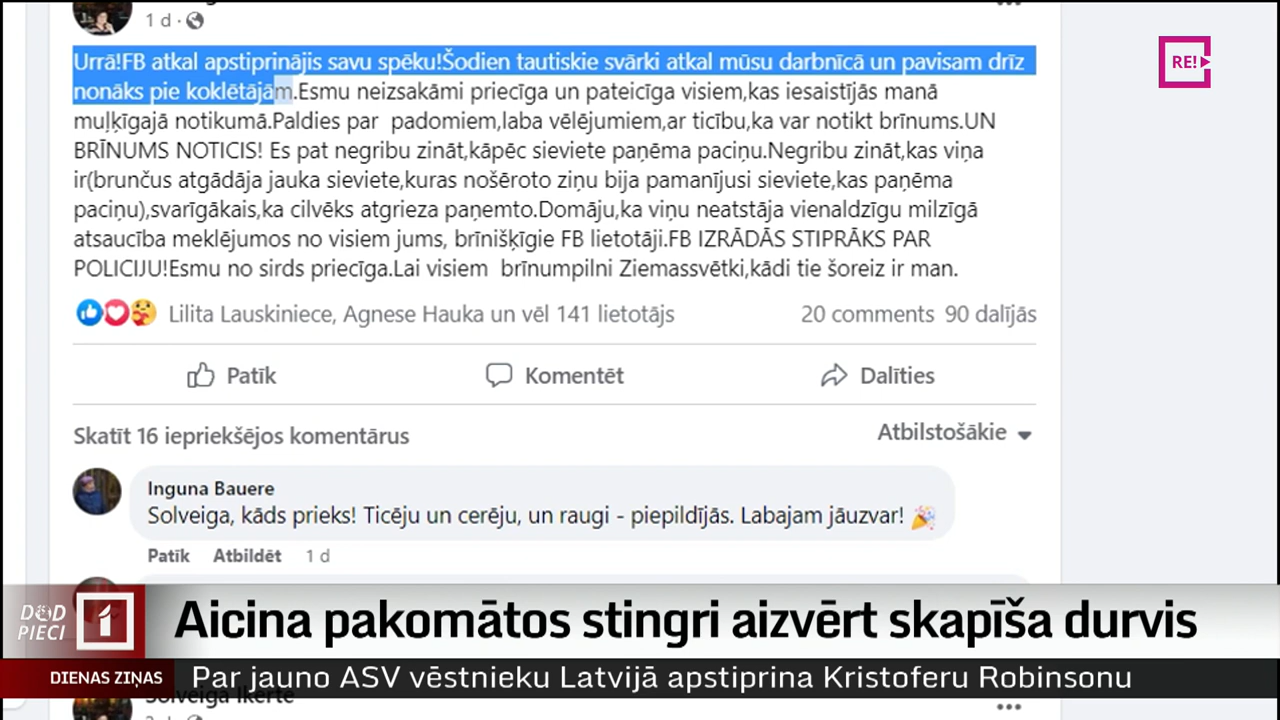 1 d ·
RE!
Urrā!FB atkal apstiprinājis savu spēku!Šodien tautiskie svārki atkal mūsu darbnīcā un pavisam drīz
nonāks pie koklētājām.Esmu neizsakāmi priecīga un pateicīga visiem,kas iesaistījās manā
muļķīgajā notikumā.Paldies par padomiem,laba vēlējumiem,ar ticību,ka var notikt brīnums.UN
BRĪNUMS NOTICIS! Es pat negribu zināt,kāpēc sieviete paņēma paciņu.Negribu zināt,kas viņa
ir(brunčus atgādāja jauka sieviete,kuras nošēroto ziņu bija pamanījusi sieviete,kas paņēma
paciņu),svarīgākais,ka cilvēks atgrieza paņemto.Domāju,ka viņu neatstāja vienaldzīgu milzīgā
atsaucība meklējumos no visiem jums, brīnišķīgie FB lietotāji.FB IZRĀDĀS STIPRĀKS PAR
POLICIJU!Esmu no sirds priecīga.Lai visiem brīnumpilni Ziemassvētki,kādi tie šoreiz ir man.
Lilita Lauskiniece, Agnese Hauka un vēl 141 lietotājs
20 comments 90 dalījās
Patīk
Komentēt
Dalīties
Skatīt 16 iepriekšējos komentārus
Atbilstošākie
Inguna Bauere
Solveiga, kāds prieks! Ticēju un cerēju, un raugi - piepildījās. Labajam jāuzvar! 🎉
Patīk Atbildēt 1 d
DOD
PIECI
1
Aicina pakomātos stingri aizvērt skapīša durvis
DIENAS ZIŅAS
Par jauno ASV vēstnieku Latvijā apstiprina Kristoferu Robinsonu
Solveiga Ikerte